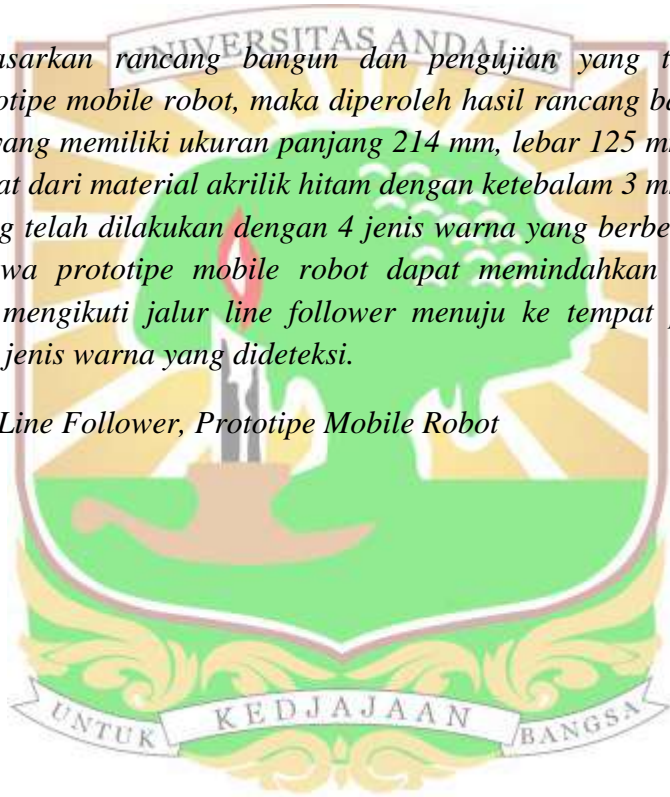 UNIVERSITAS ANDALAS
asarkan rancang bangun dan pengujian yang t
otipe mobile robot, maka diperoleh hasil rancang ba
yang memiliki ukuran panjang 214 mm, lebar 125 m
at dari material akrilik hitam dengan ketebalam 3 m
g telah dilakukan dengan 4 jenis warna yang berbe
wa prototipe mobile robot dapat memindahkan
mengikuti jalur line follower menuju ke tempat
jenis warna yang dideteksi.
Line Follower, Prototipe Mobile Robot
UNTUK KEDJAJAAN BANGSA